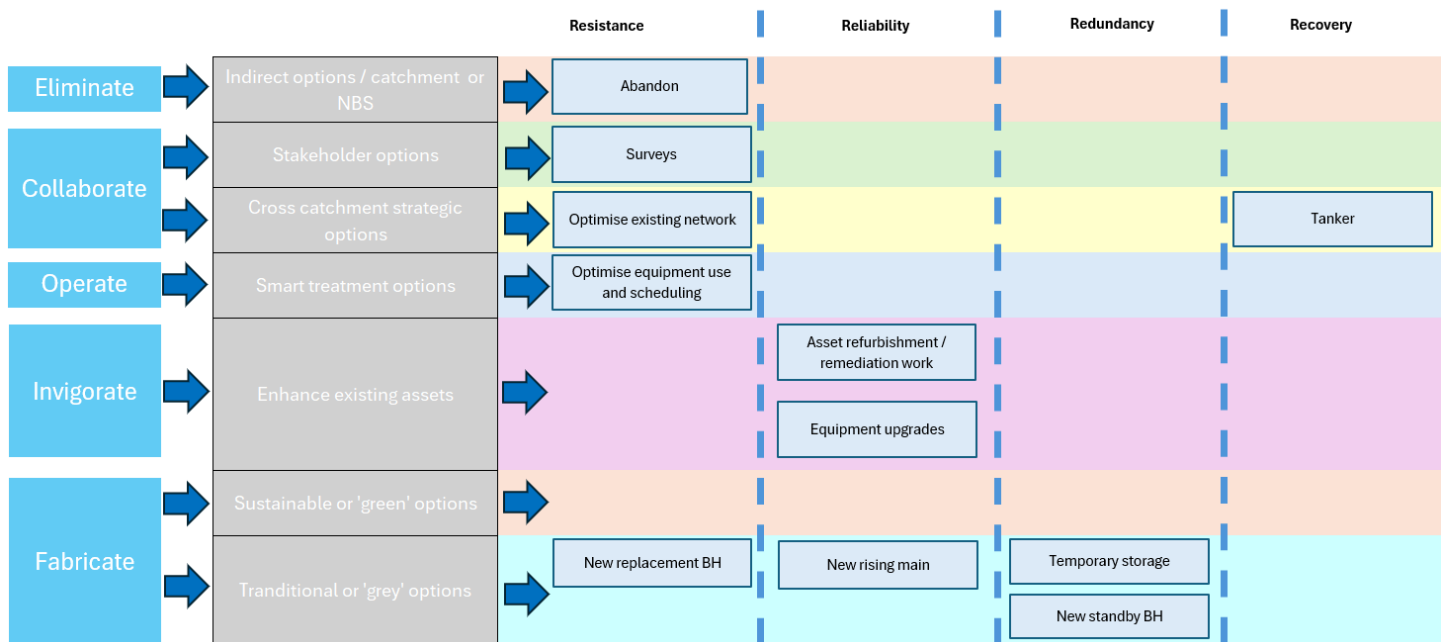 Resistance
Reliability
Redundancy
Recovery
Eliminate
Indirect options / catchment or
NBS
Abandon
Collaborate
Stakeholder options
Surveys
Cross catchment strategic
options
Optimise existing network
Tanker
Operate
Smart treatment options
Optimise equipment use
and scheduling
Invigorate
Enhance existing assets
Asset refurbishment /
remediation work
Equipment upgrades
Fabricate
Sustainable or 'green' options
Tranditional or 'grey' options
New replacement BH
New rising main
Temporary storage
New standby BH